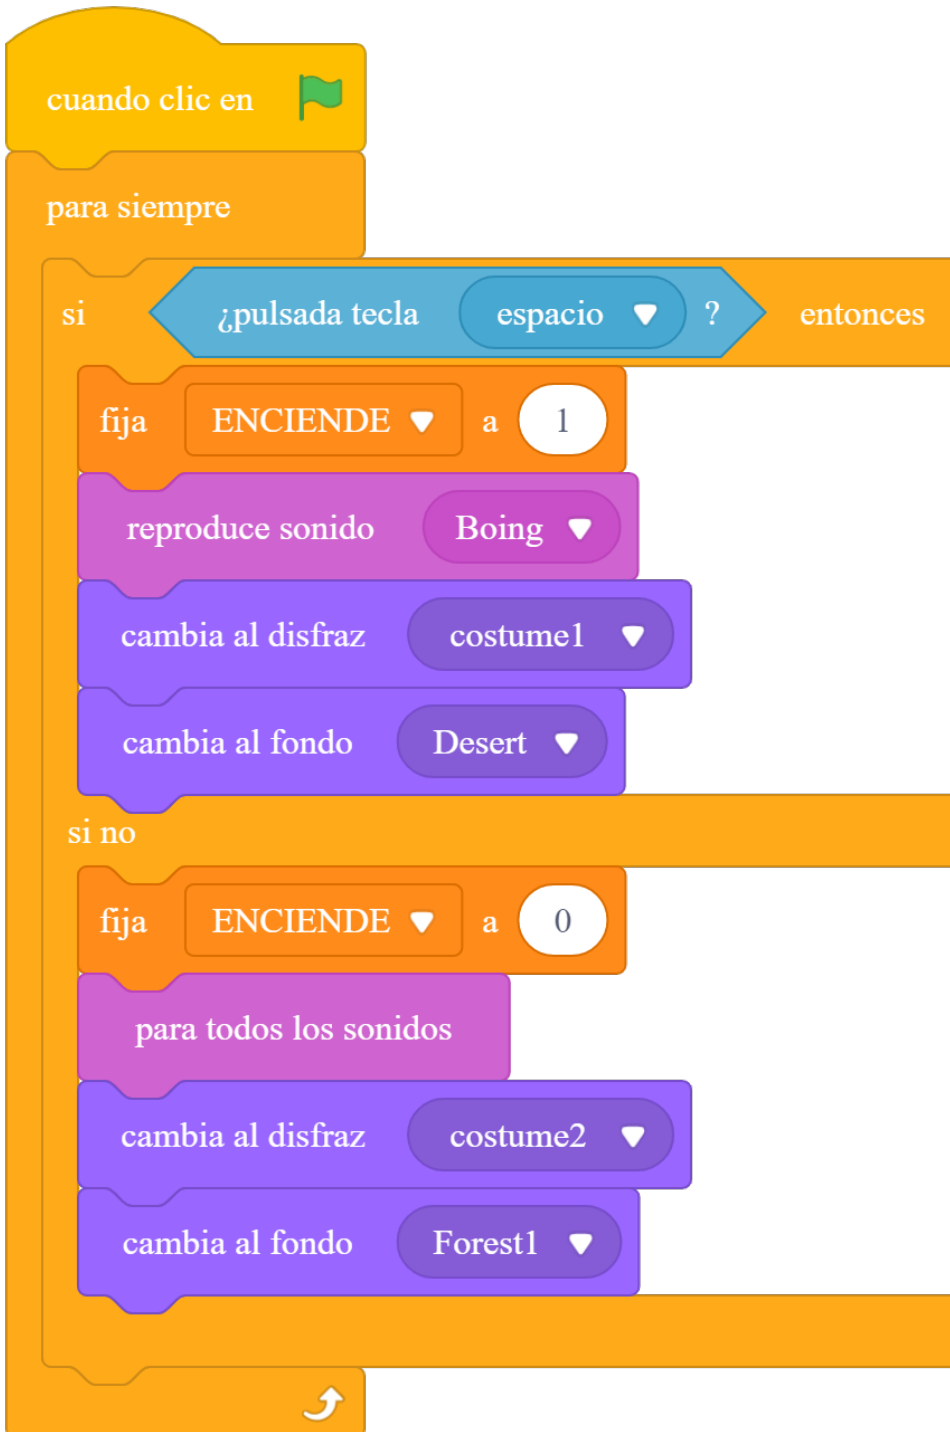 cuando clic en
para siempre
si ¿pulsada tecla espacio ? entonces
fija ENCIENDE a 1
reproduce sonido Boing
cambia al disfraz costume1
cambia al fondo Desert
si no
fija ENCIENDE a 0
para todos los sonidos
cambia al disfraz costume2
cambia al fondo Forest1